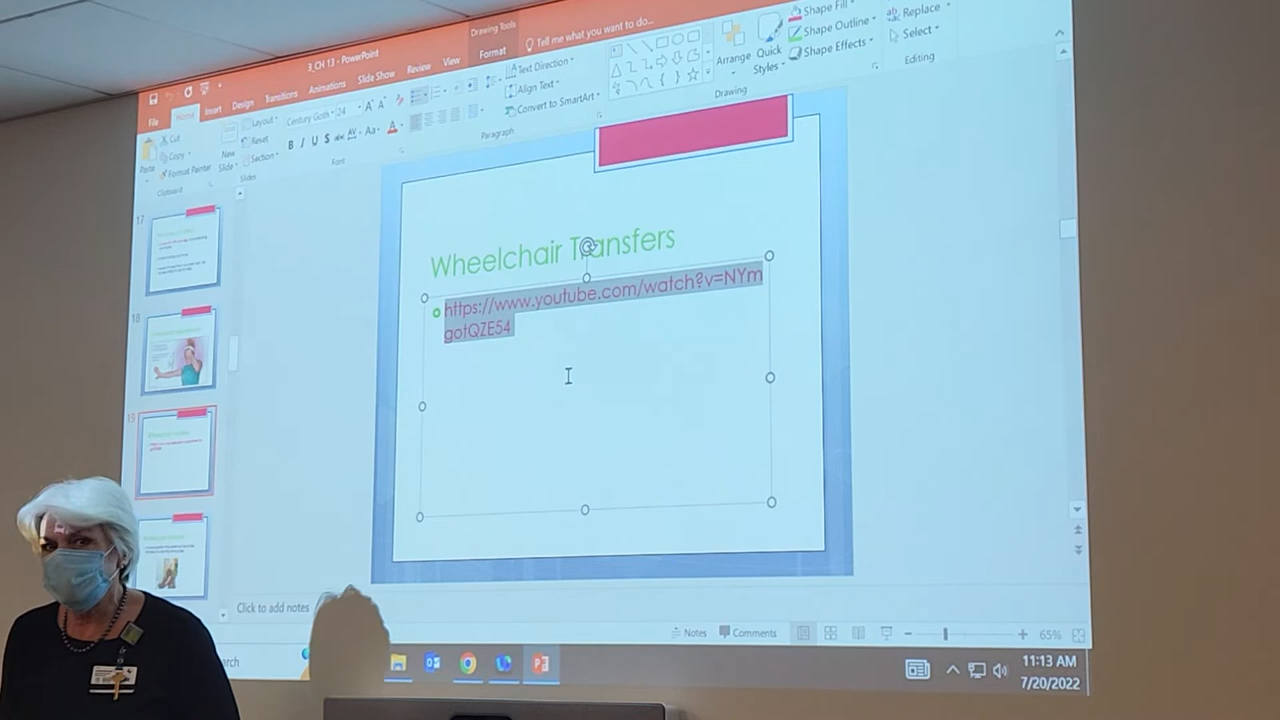 Drawing Tools
3_CH 13 - PowerPoint
Format
Tell me what you want to do...
File
Home
Insert
Design
Transitions
Animations
Slide Show
Review
View
Cut
Copy
Format Painter
Paste
Clipboard
New
Slide
Layout
Reset
Section
Slides
Century Goth
24
Font
Text Direction
Align Text
Convert to SmartArt
Paragraph
Arrange
Quick
Styles
Shape Fill
Shape Outline
Shape Effects
Drawing
Replace
Select
Editing
17
18
19
Wheelchair Transfers
https://www.youtube.com/watch?v=NYm
gotQZE54
Click to add notes
Notes
Comments
65%
arch
11:13 AM
7/20/2022